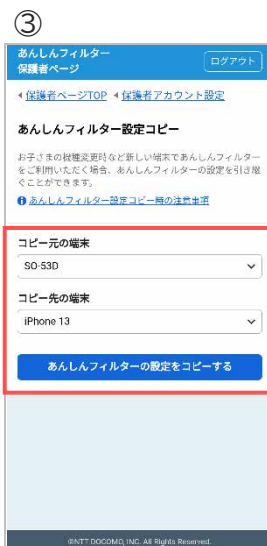 ③
あんしんフィルター
保護者ページ
ログアウト
保護者ページTOP 保護者アカウント設定
あんしんフィルター設定コピー
お子さまの機種変更時など新しい端末であんしんフィルター
をご利用いただく場合、あんしんフィルターの設定を引き継
ぐことができます。
あんしんフィルター設定コピー時の注意事項
コピー元の端末
SO-53D
コピー先の端末
iPhone 13
あんしんフィルターの設定をコピーする
©NTT DOCOMO, INC. All Rights Reserved.